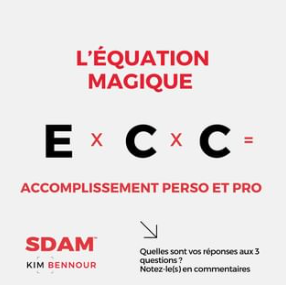 L'ÉQUATION
MAGIQUE
E x C x C =
ACCOMPLISSEMENT PERSO ET PRO
SDAM™
KIM BENNOUR
Quelles sont vos réponses aux 3
questions ?
Notez-le(s) en commentaires